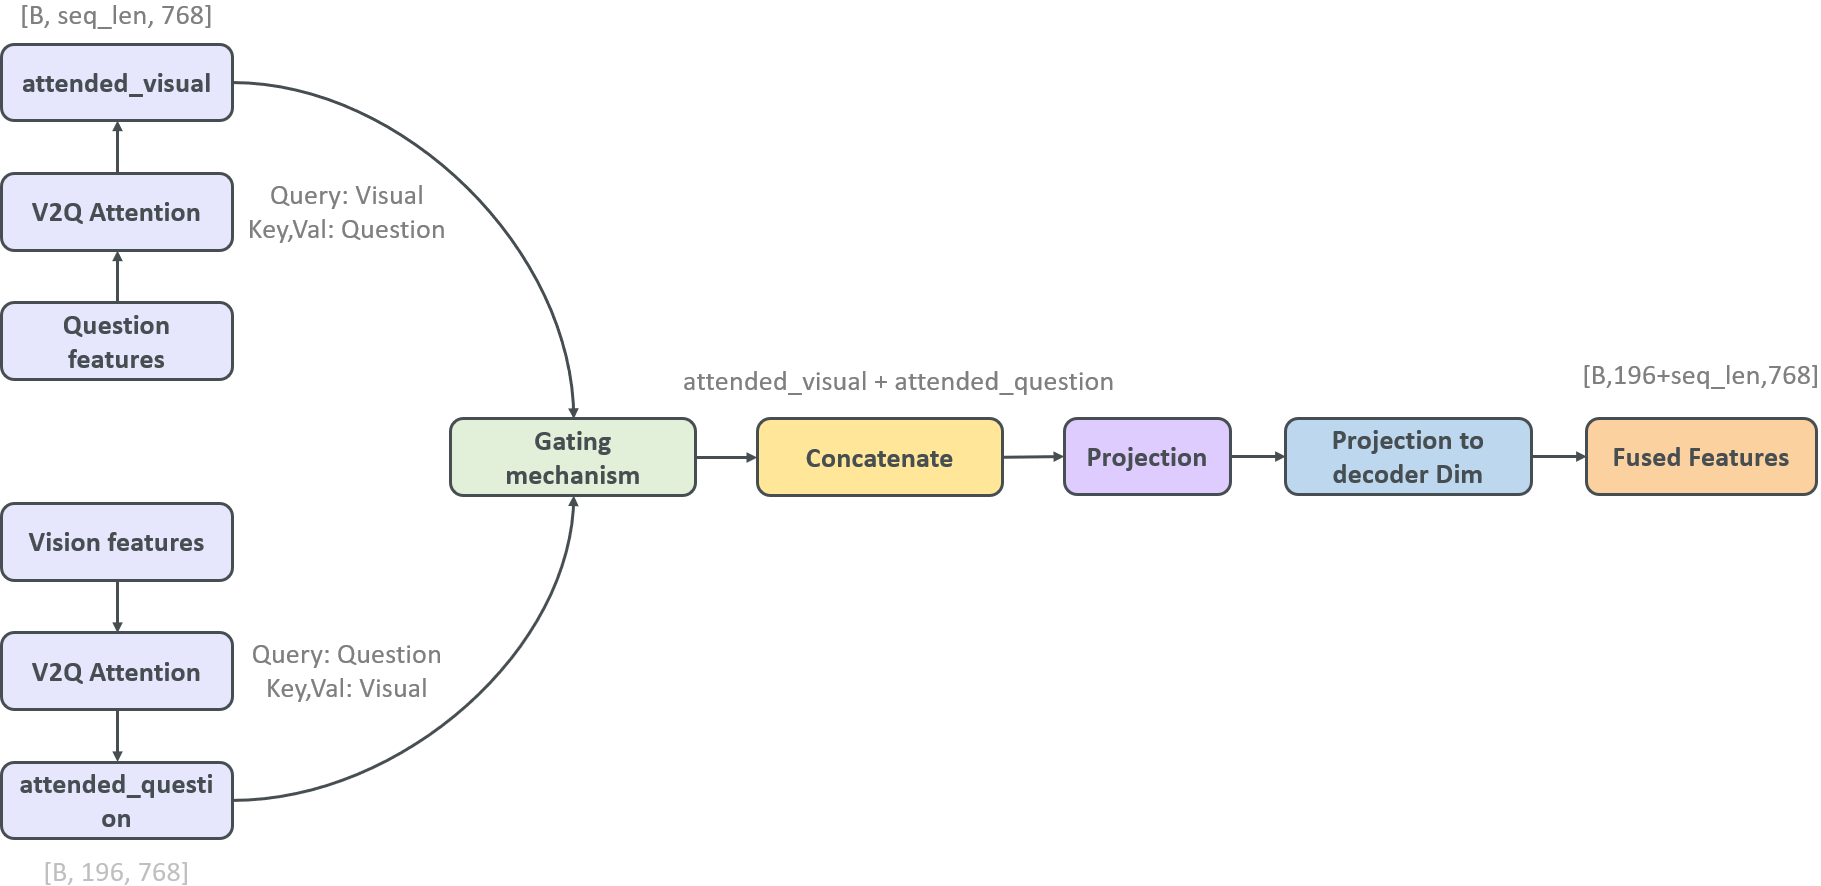 [B, seq_len, 768]
attended_visual
V2Q Attention
Query: Visual
Key,Val: Question
Question
features
Vision features
V2Q Attention
Query: Question
Key,Val: Visual
attended_questi
on
[B, 196, 768]
Gating
mechanism
attended_visual + attended_question
Concatenate
Projection
Projection to
decoder Dim
[B,196+seq_len,768]
Fused Features